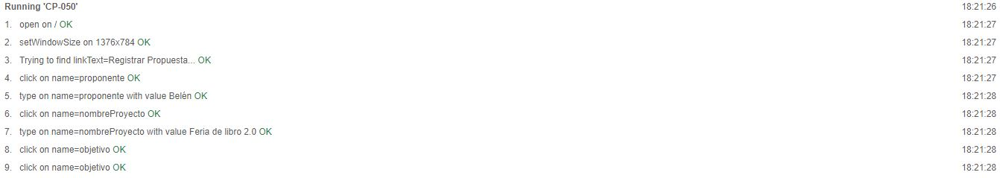 Running 'CP-050' 18:21:26
1. open on / OK 18:21:27
2. setWindowSize on 1376x784 OK 18:21:27
3. Trying to find linkText=Registrar Propuesta... OK 18:21:27
4. click on name=proponente OK 18:21:27
5. type on name=proponente with value Belén OK 18:21:28
6. click on name=nombreProyecto OK 18:21:28
7. type on name=nombreProyecto with value Feria de libro 2.0 OK 18:21:28
8. click on name=objetivo OK 18:21:28
9. click on name=objetivo OK 18:21:28